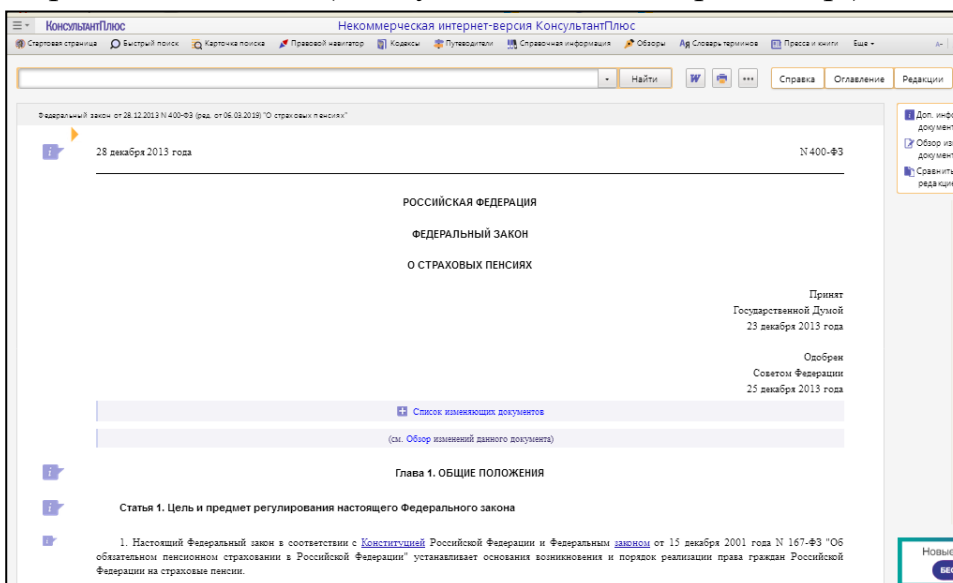 КОНСУЛЬТАНТПЛЮС Некоммерческая интернет-версия КонсультантПлюс
Стартовая страница Быстрый поиск Карточка поиска Правовой навигатор Кодексы Путеводители Справочная информация Обзоры Словарь терминов Пресса и книги Еще
Найти W ... Справка Оглавление Редакции
Федеральный закон от 28.12.2013 N 400-ФЗ (ред. от 06.03.2019) "О страховых пенсиях"
Доп.
документ
Обзор
документ
Сравнить
28 декабря 2013 года N 400-ФЗ
РОССИЙСКАЯ ФЕДЕРАЦИЯ
ФЕДЕРАЛЬНЫЙ ЗАКОН
О СТРАХОВЫХ ПЕНСИЯХ
Принят
Государственной Думой
23 декабря 2013 года
Одобрен
Советом Федерации
25 декабря 2013 года
Список изменяющих документов
(см. Обзор изменений данного документа)
Глава 1. ОБЩИЕ ПОЛОЖЕНИЯ
Статья 1. Цель и предмет регулирования настоящего Федерального закона
1. Настоящий Федеральный закон в соответствии с Конституцией Российской Федерации и Федеральным законом от 15 декабря 2001 года N 167-ФЗ "Об
обязательном пенсионном страховании в Российской Федерации" устанавливает основания возникновения и порядок реализации права граждан Российской
Федерации на страховые пенсии.
Новые